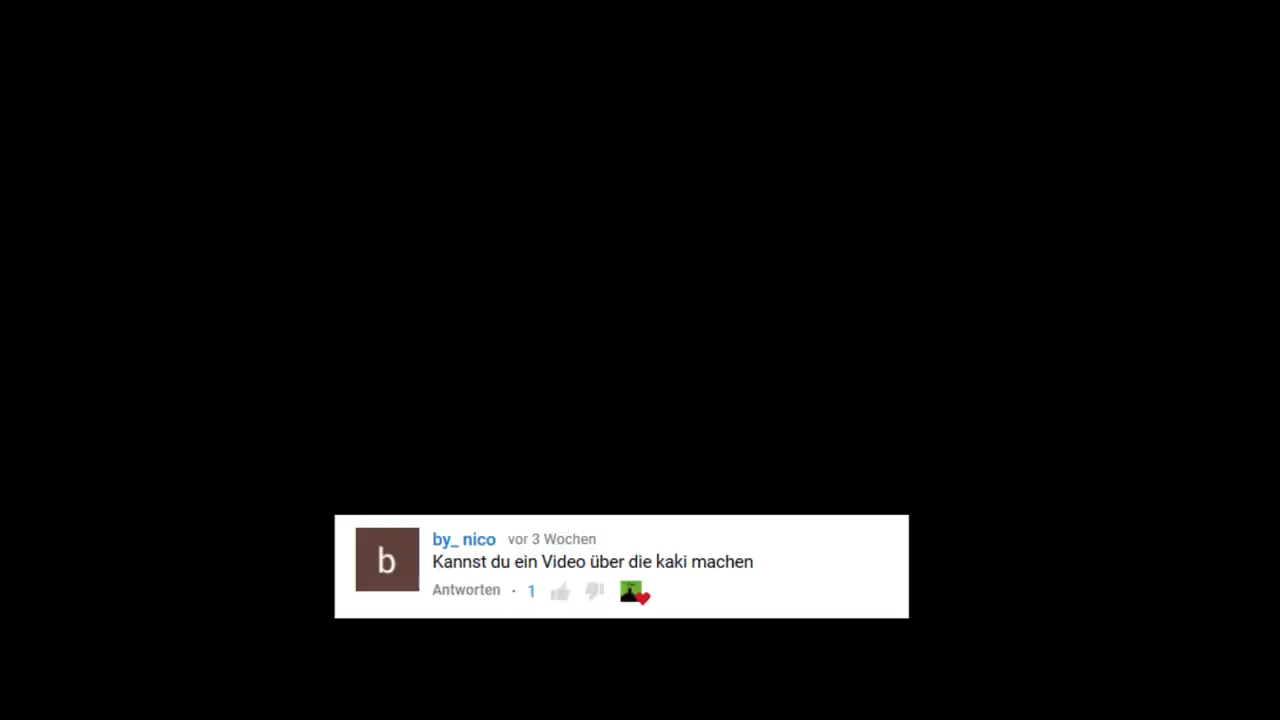 b
by_ nico vor 3 Wochen
Kannst du ein Video über die kaki machen
Antworten · 1